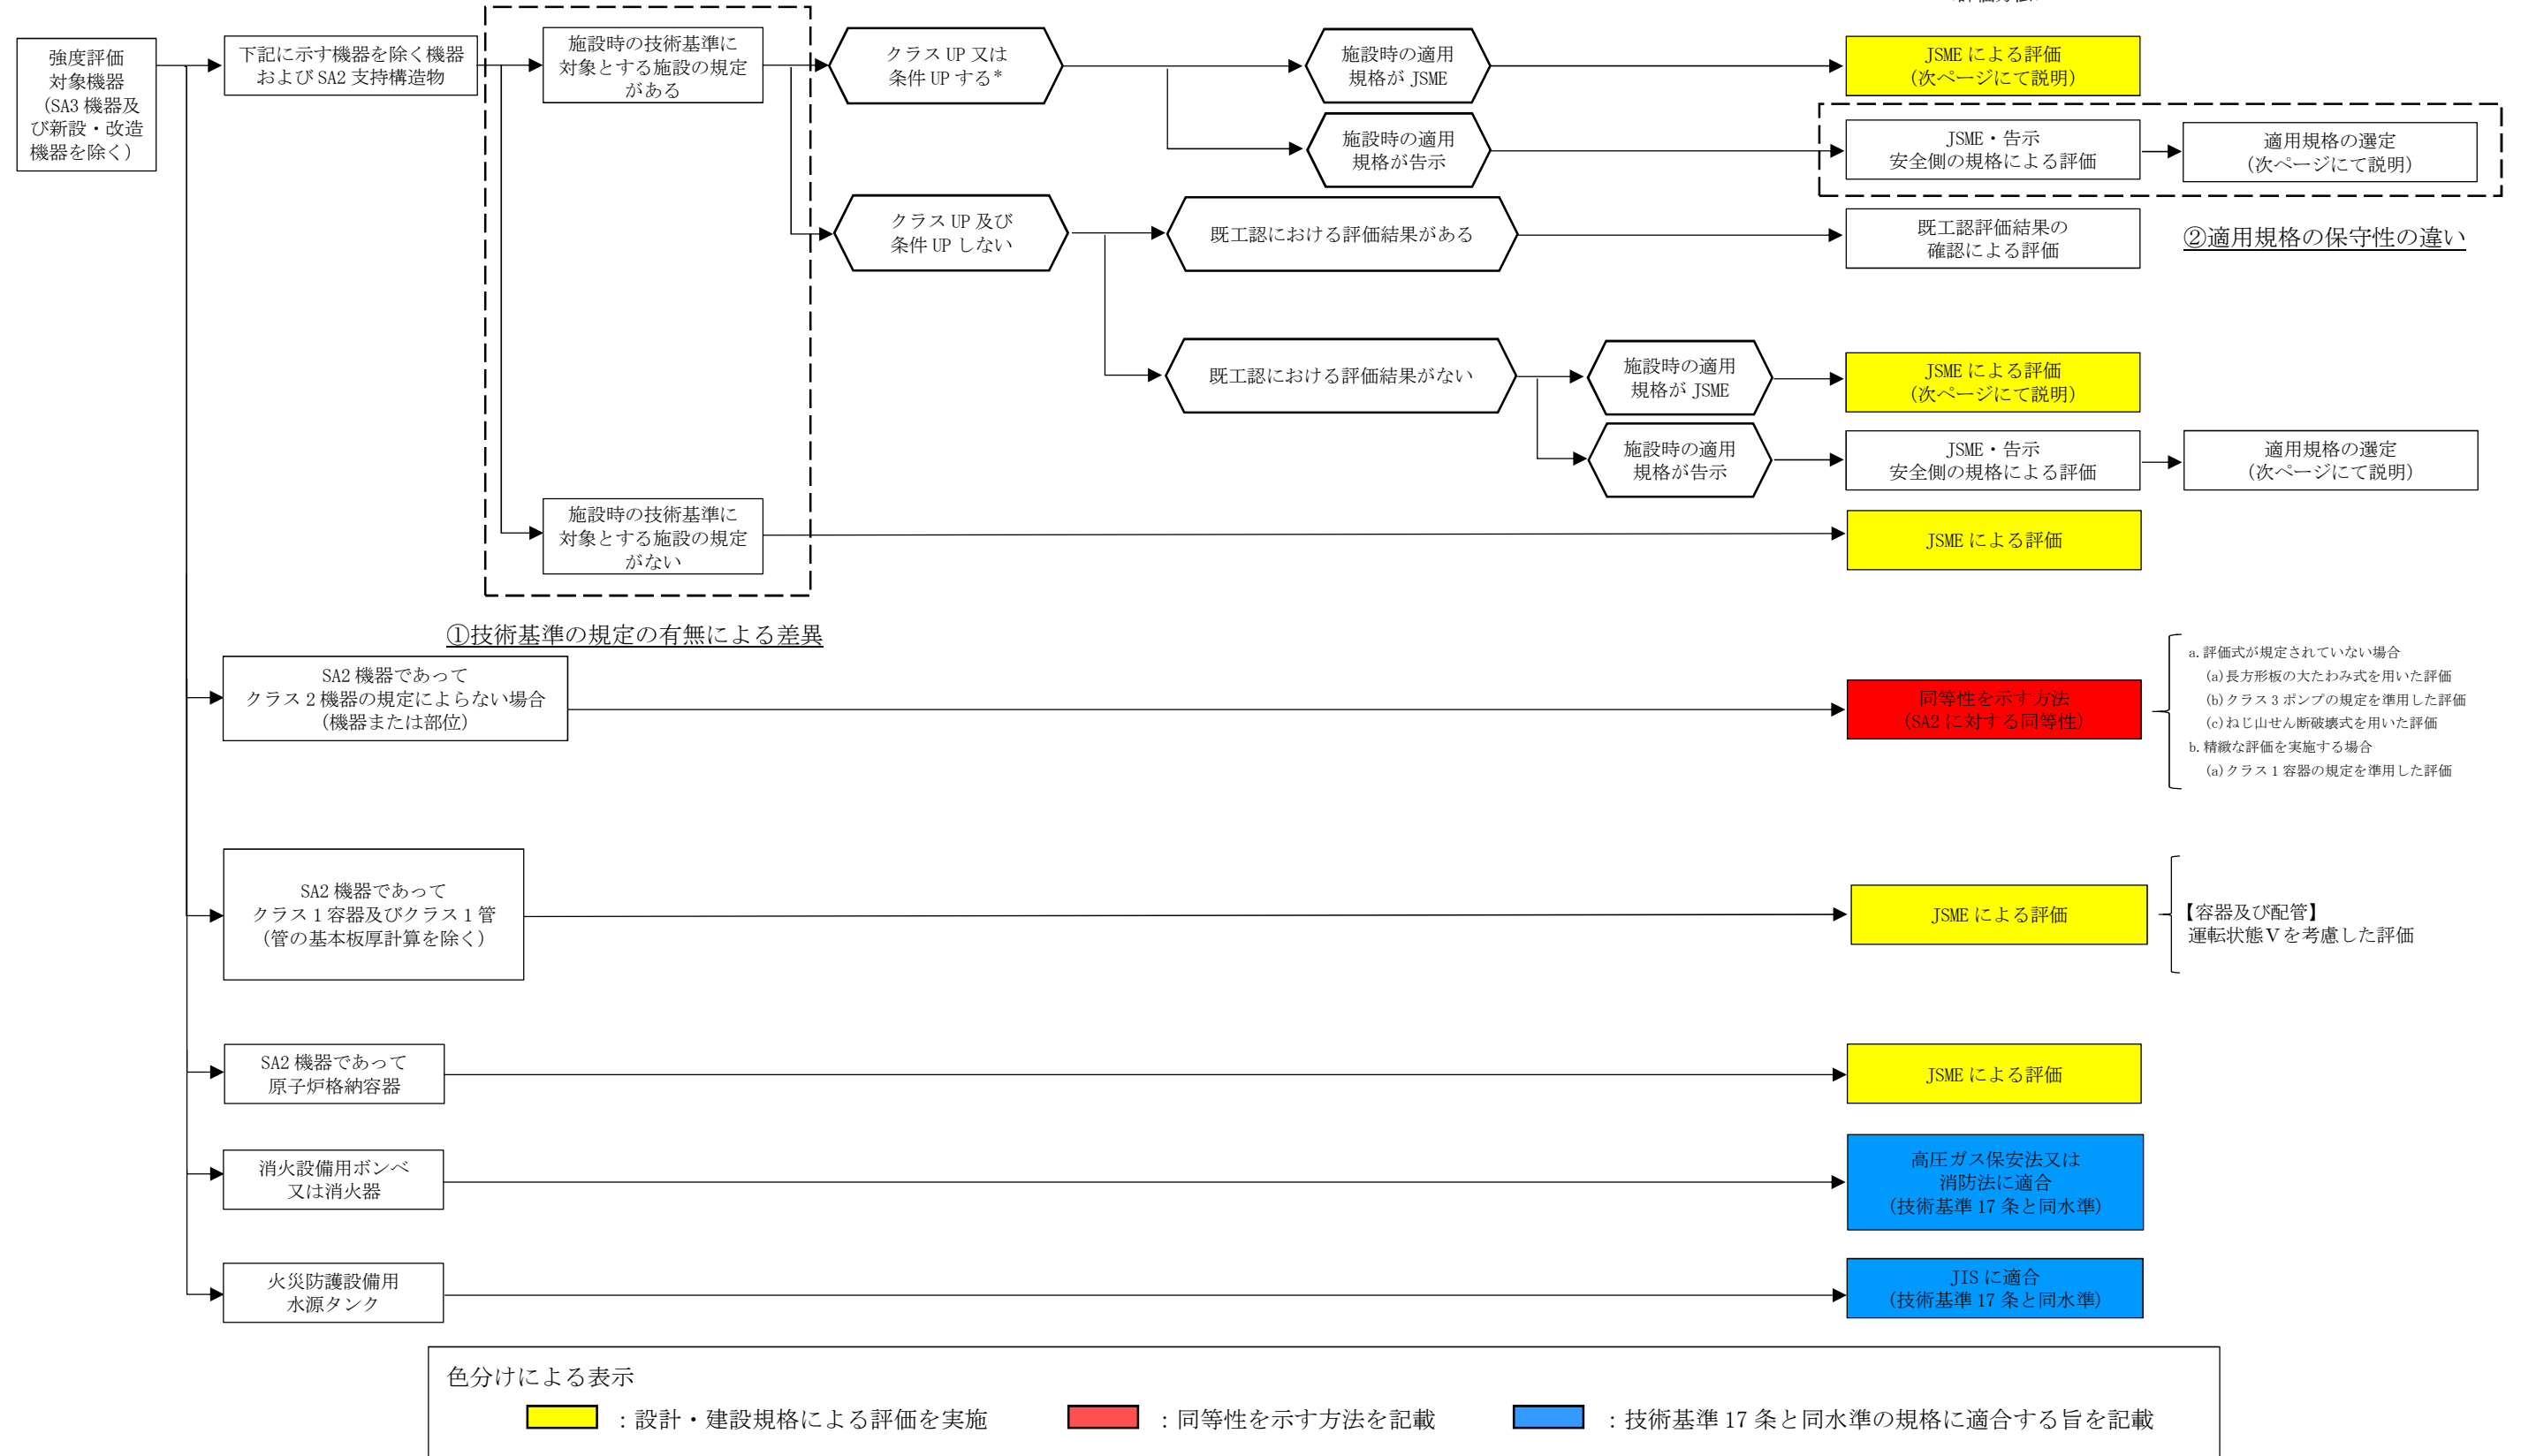 強度評価
対象機器
（SA3 機器及
び新設・改造
機器を除く）
下記に示す機器を除く機器
および SA2 支持構造物
施設時の技術基準に
対象とする施設の規定
がある
クラス UP 又は
条件 UP する*
施設時の適用
規格が JSME
JSME による評価
（次ページにて説明）
施設時の適用
規格が告示
JSME・告示
安全側の規格による評価
適用規格の選定
（次ページにて説明）
クラス UP 及び
条件 UP しない
既工認における評価結果がある
既工認評価結果の
確認による評価
②適用規格の保守性の違い
既工認における評価結果がない
施設時の適用
規格が JSME
JSME による評価
（次ページにて説明）
施設時の適用
規格が告示
JSME・告示
安全側の規格による評価
適用規格の選定
（次ページにて説明）
施設時の技術基準に
対象とする施設の規定
がない
JSME による評価
①技術基準の規定の有無による差異
SA2 機器であって
クラス 2 機器の規定によらない場合
（機器または部位）
同等性を示す方法
（SA2 に対する同等性）
a. 評価式が規定されていない場合
(a) 長方形板の大たわみ式を用いた評価
(b) クラス 3 ポンプの規定を準用した評価
(c) ねじ山せん断破壊式を用いた評価
b. 精緻な評価を実施する場合
(a) クラス 1 容器の規定を準用した評価
SA2 機器であって
クラス 1 容器及びクラス 1 管
（管の基本板厚計算を除く）
JSME による評価
【容器及び配管】
運転状態Ⅴを考慮した評価
SA2 機器であって
原子炉格納容器
JSME による評価
消火設備用ボンベ
又は消火器
高圧ガス保安法又は
消防法に適合
（技術基準 17 条と同水準）
火災防護設備用
水源タンク
JIS に適合
（技術基準 17 条と同水準）
色分けによる表示
：設計・建設規格による評価を実施
：同等性を示す方法を記載
：技術基準 17 条と同水準の規格に適合する旨を記載